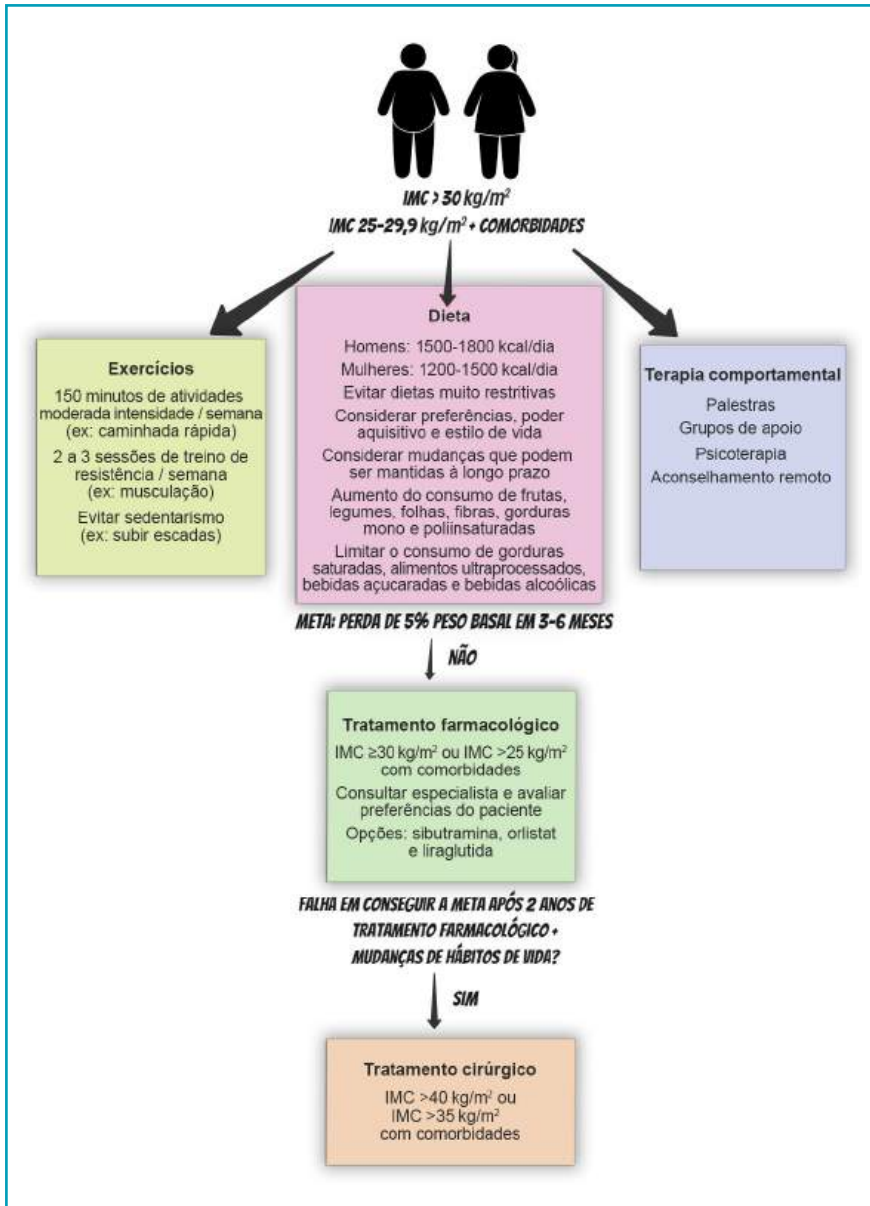 IMC > 30 kg/m²
IMC 25-29,9 kg/m² + COMORBIDADES
Exercícios
150 minutos de atividades
moderada intensidade / semana
(ex: caminhada rápida)
2 a 3 sessões de treino de
resistência / semana
(ex: musculação)
Evitar sedentarismo
(ex: subir escadas)
Dieta
Homens: 1500-1800 kcal/dia
Mulheres: 1200-1500 kcal/dia
Evitar dietas muito restritivas
Considerar preferências, poder
aquisitivo e estilo de vida
Considerar mudanças que podem
ser mantidas à longo prazo
Aumento do consumo de frutas,
legumes, folhas, fibras, gorduras
mono e poliinsaturadas
Limitar o consumo de gorduras
saturadas, alimentos ultraprocessados,
bebidas açucaradas e bebidas alcoólicas
Terapia comportamental
Palestras
Grupos de apoio
Psicoterapia
Aconselhamento remoto
META: PERDA DE 5% PESO BASAL EM 3-6 MESES
NÃO
Tratamento farmacológico
IMC ≥30 kg/m² ou IMC >25 kg/m²
com comorbidades
Consultar especialista e avaliar
preferências do paciente
Opções: sibutramina, orlistat
e liraglutida
FALHA EM CONSEGUIR A META APÓS 2 ANOS DE
TRATAMENTO FARMACOLÓGICO +
MUDANÇAS DE HÁBITOS DE VIDA?
SIM
Tratamento cirúrgico
IMC >40 kg/m² ou
IMC >35 kg/m²
com comorbidades